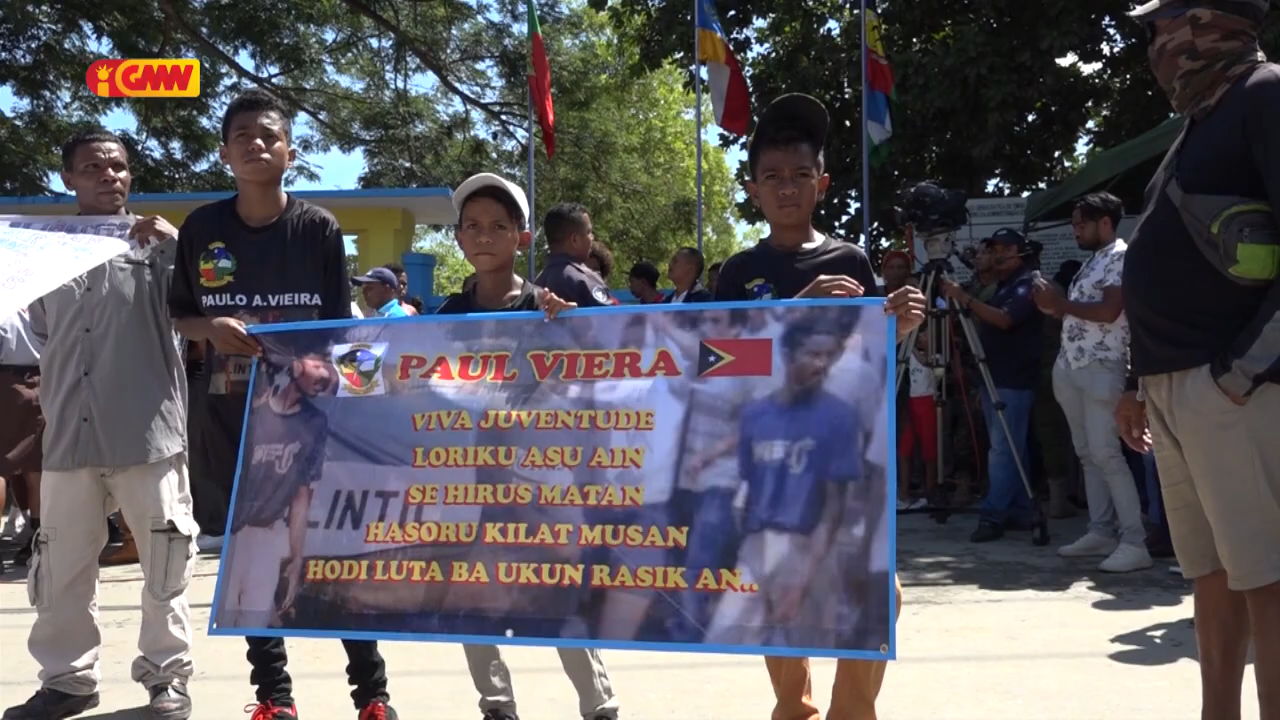 GMN
PAULO A.VIEIRA
PAUL VIERA
VIVA JUVENTUDE
LORIKU ASU AIN
SE HIRUS MATAN
HASORU KILAT MUSAN
HODI LUTA BA UKUN RASIK AN..
LINTIC